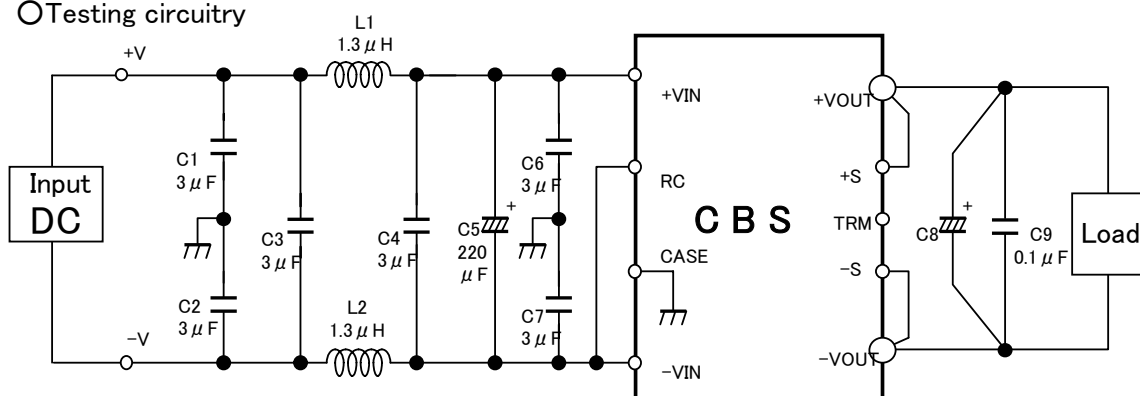 ○Testing circuitry
L1
1.3μH
+V
+VIN
+VOUT
C1
3μF
C6
3μF
Input
DC
RC
+S
CBS
TRM
C3
3μF
C4
3μF
C5
220
μF
+
CASE
C8
+
C9
0.1μF
Load
-S
C2
3μF
L2
1.3μH
C7
3μF
-V
-VIN
-VOUT